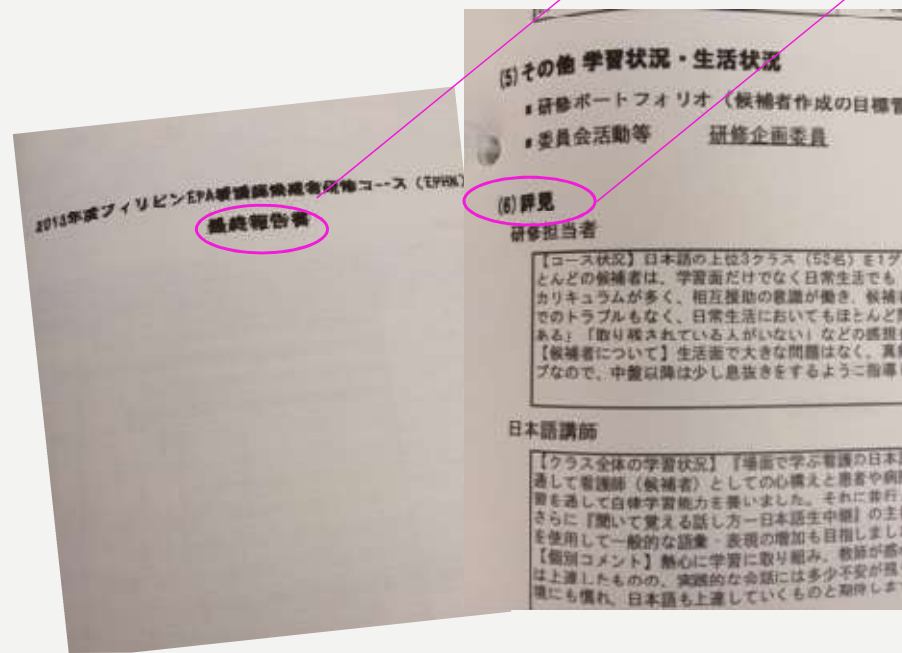 2013年度フィリピンEPA看護師候補者研修コース（EPHN）
最終報告書
(5)その他 学習状況・生活状況
▪研修ポートフォリオ（候補者作成の目標管
▪委員会活動等 研修企画委員
(6)評見
研修担当者
【コース状況】日本語の上位3クラス（52名）を1グ
とんどの候補者は、学習面だけでなく日常生活でも
カリキュラムが多く、相互援助の意識が働き、候補者
でのトラブルもなく、日常生活においてもほとんど問
ある」「取り残されている人がいない」などの感想
【候補者について】生活面で大きな問題はなく、真
ブなので、中盤以降は少し息抜きをするように指導し
日本語講師
【クラス全体の学習状況】『場面で学ぶ看護の日本
通して看護師（候補者）としての心構えと患者や病
習を通して自律学習能力を養いました。それに並行
さらに『聞いて覚える話し方ー日本語生中継』の主
を使用して一般的な語彙・表現の増加も目指しまし
【個別コメント】熱心に学習に取り組み、教師が感
は上達したものの、実践的な会話には多少不安が残
境にも慣れ、日本語も上達していくものと期待しま